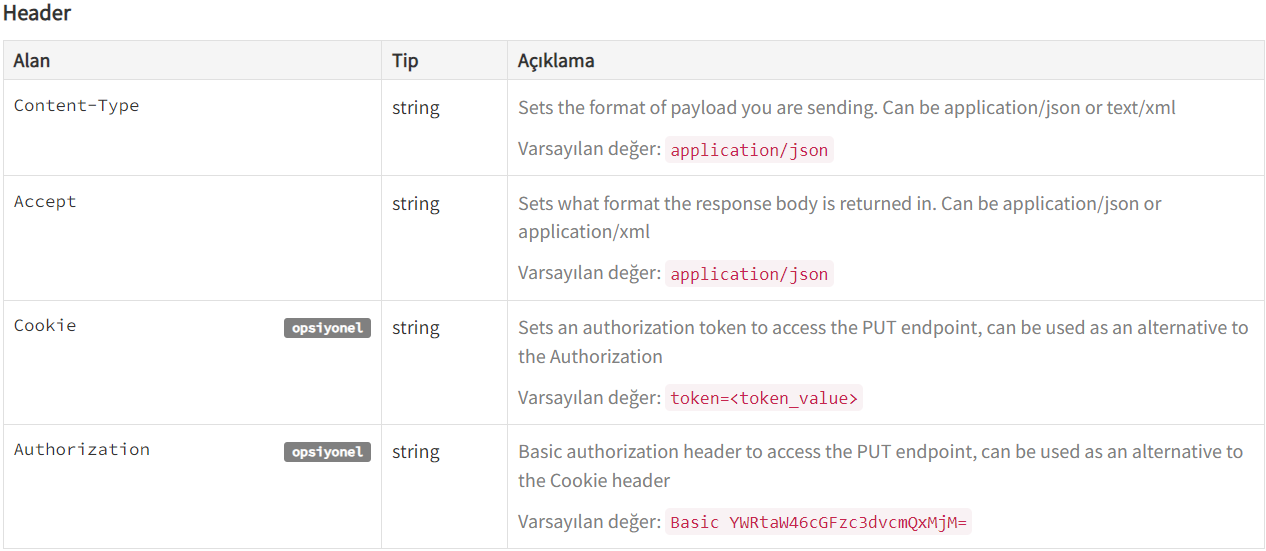 Header
Alan Tip Açıklama
Content-Type string Sets the format of payload you are sending. Can be application/json or text/xml
Varsayılan değer: application/json
Accept string Sets what format the response body is returned in. Can be application/json or
application/xml
Varsayılan değer: application/json
Cookie opsiyonel string Sets an authorization token to access the PUT endpoint, can be used as an alternative to
the Authorization
Varsayılan değer: token=<token_value>
Authorization opsiyonel string Basic authorization header to access the PUT endpoint, can be used as an alternative to
the Cookie header
Varsayılan değer: Basic YWRtaW46cGFzc3dvcmQxMjM=